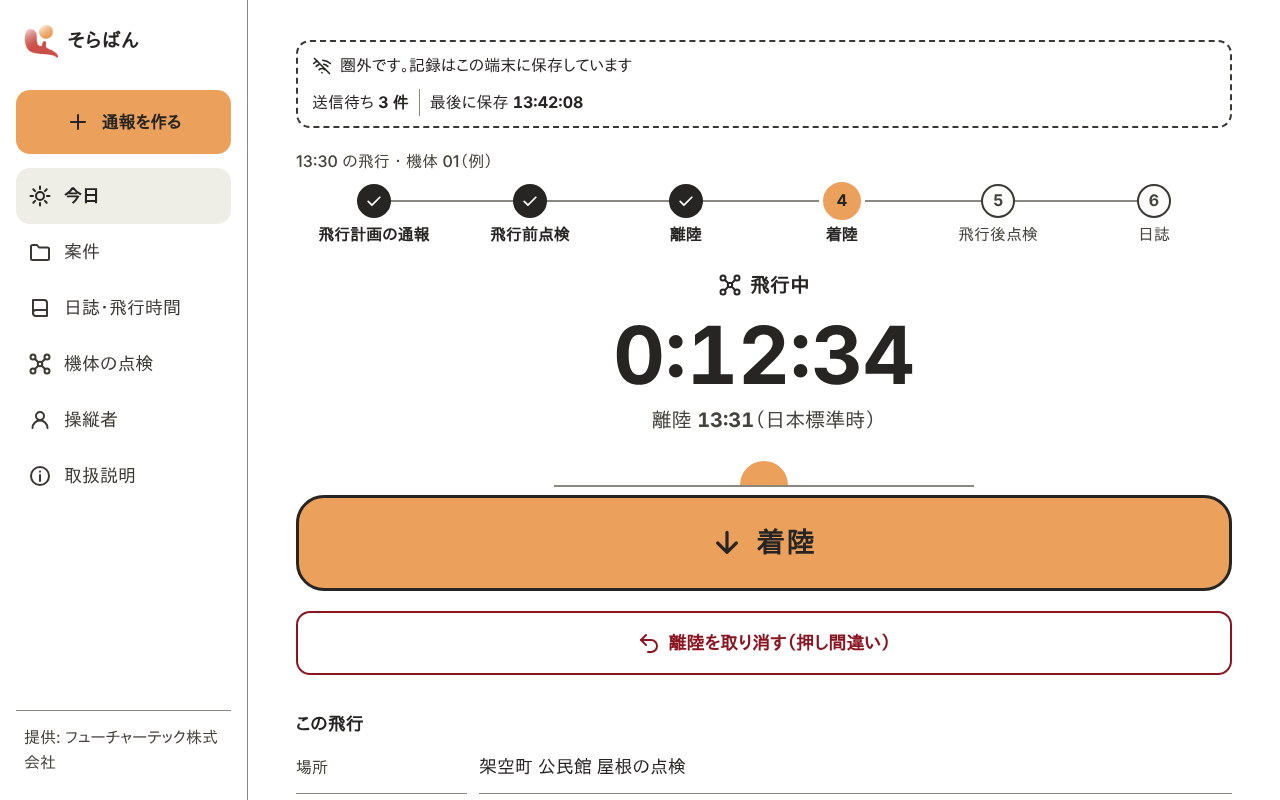 そらばん
通報を作る
今日
案件
日誌・飛行時間
機体の点検
操縦者
取扱説明
提供: フューチャーテック株式
会社
圏外です。記録はこの端末に保存しています
送信待ち 3 件 最後に保存 13:42:08
13:30 の飛行・機体 01(例)
4 5 6
飛行計画の通報 飛行前点検 離陸 着陸 飛行後点検 日誌
飛行中
0:12:34
離陸 13:31(日本標準時)
着陸
離陸を取り消す(押し間違い)
この飛行
場所 架空町 公民館 屋根の点検